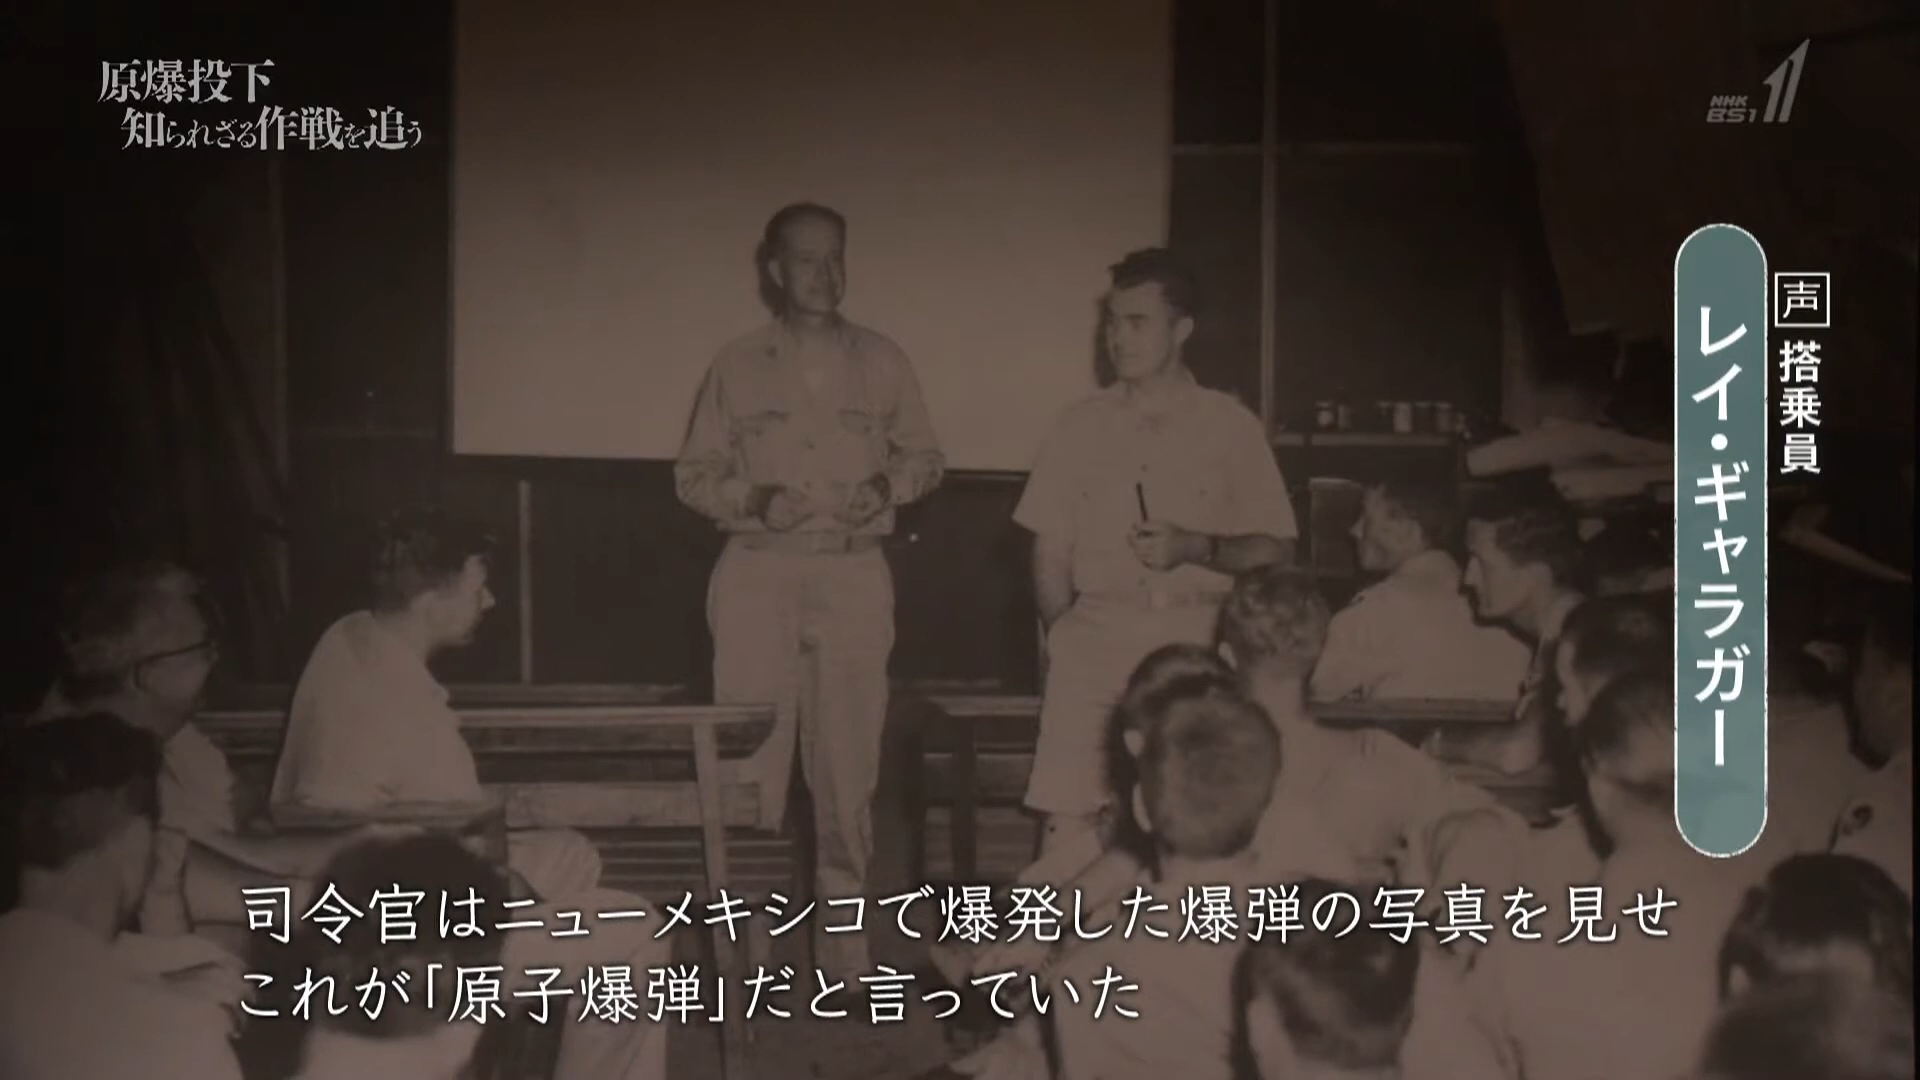 原爆投下
知られざる作戦を追う
NHK
BS1
1
声 搭乗員
レイ・ギャラガー
司令官はニューメキシコで爆発した爆弾の写真を見せ
これが「原子爆弾」だと言っていた